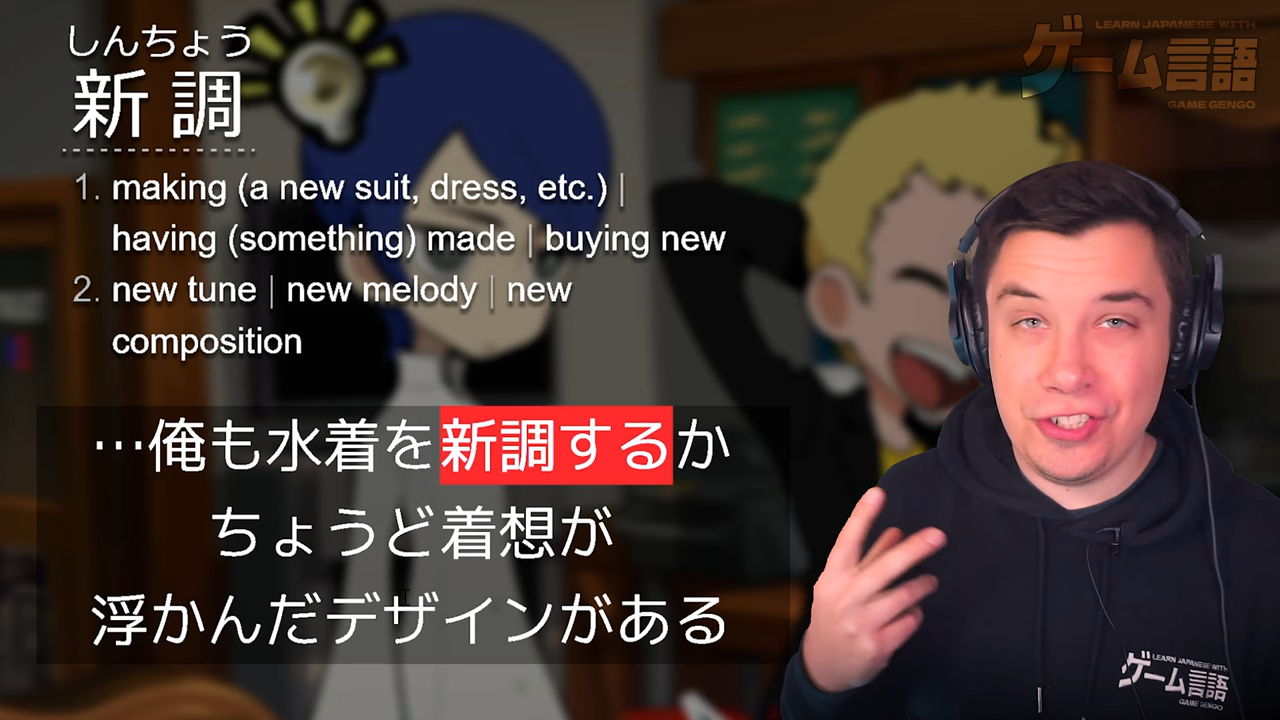 しんちょう
新調
1. making (a new suit, dress, etc.) |
having (something) made | buying new
2. new tune | new melody | new
composition
…俺も水着を新調するか
ちょうど着想が
浮かんだデザインがある
LEARN JAPANESE WITH
ゲーム言語
GAME GENGO
LEARN JAPANESE WITH
ゲーム言語
GAME GENGO